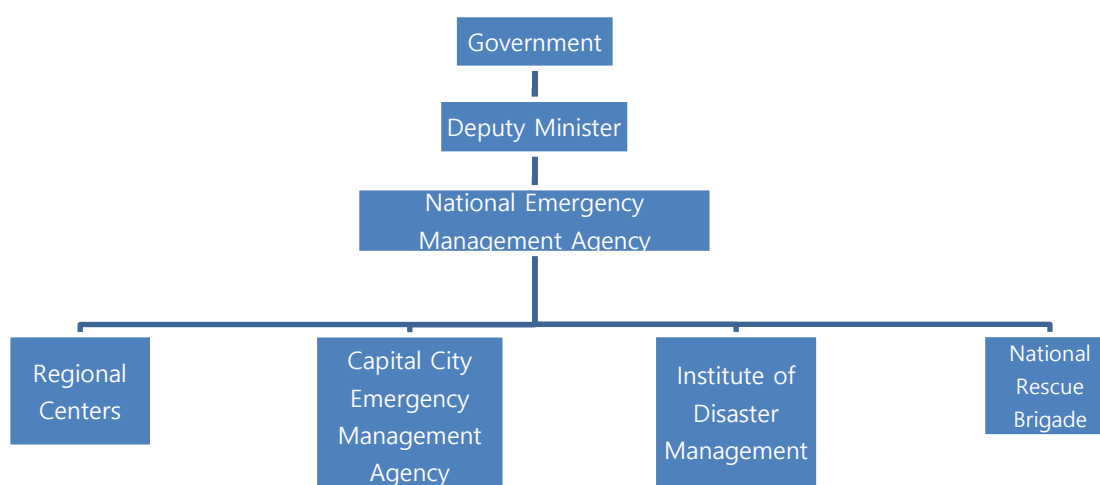 Government
Deputy Minister
National Emergency
Management Agency
Regional
Centers
Capital City
Emergency
Management
Agency
Institute of
Disaster
Management
National
Rescue
Brigade